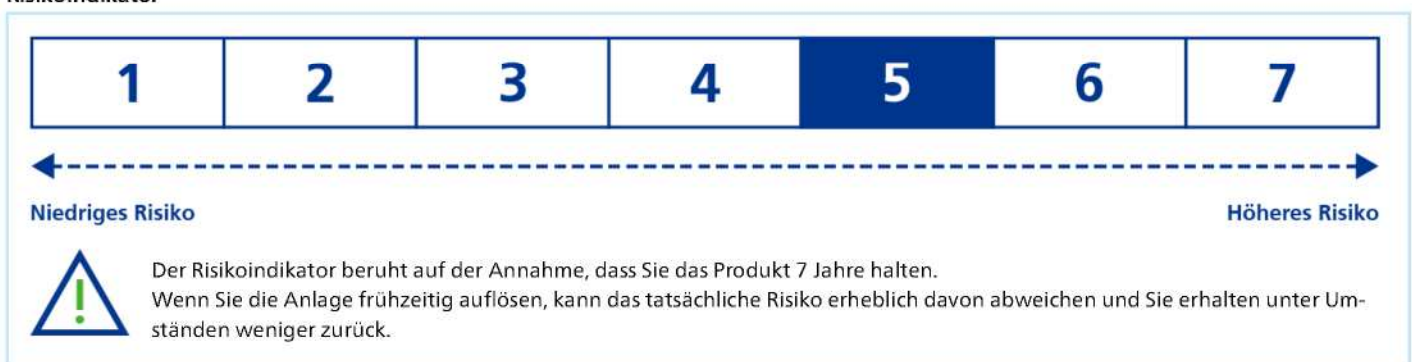 Risikoindikator
1 2 3 4 5 6 7
Niedriges Risiko Höheres Risiko
Der Risikoindikator beruht auf der Annahme, dass Sie das Produkt 7 Jahre halten.
Wenn Sie die Anlage frühzeitig auflösen, kann das tatsächliche Risiko erheblich davon abweichen und Sie erhalten unter Um-
ständen weniger zurück.